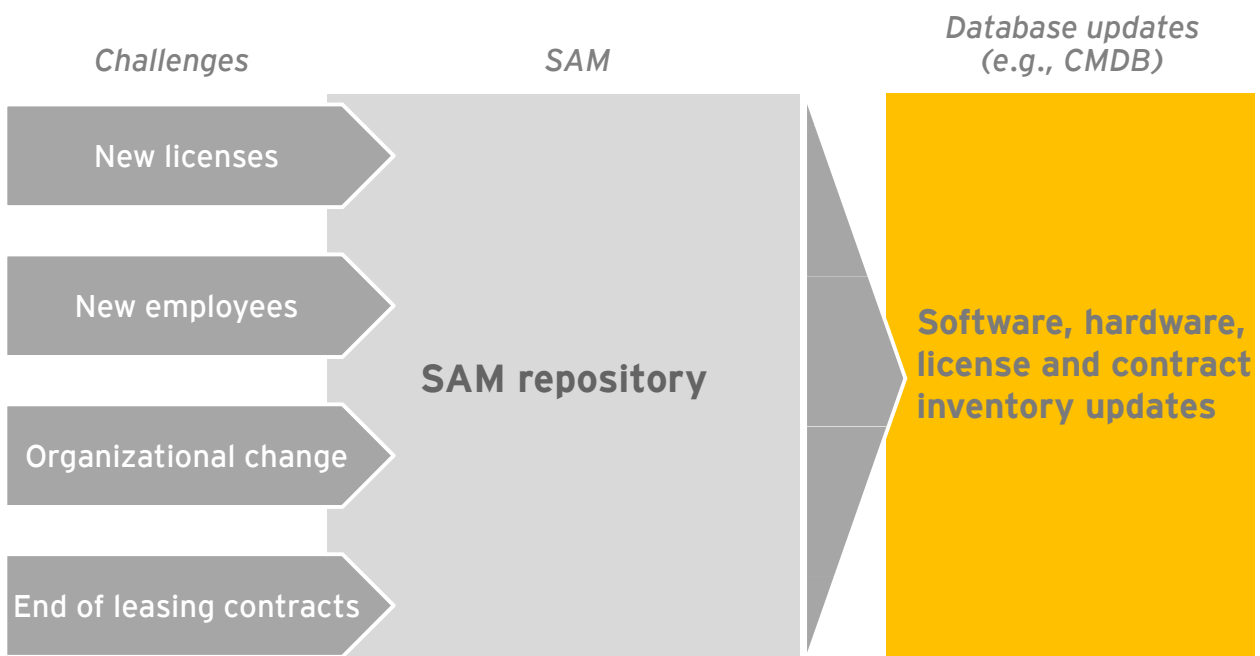 Challenges
SAM
Database updates
(e.g., CMDB)
New licenses
New employees
Organizational change
End of leasing contracts
SAM repository
Software, hardware,
license and contract
inventory updates